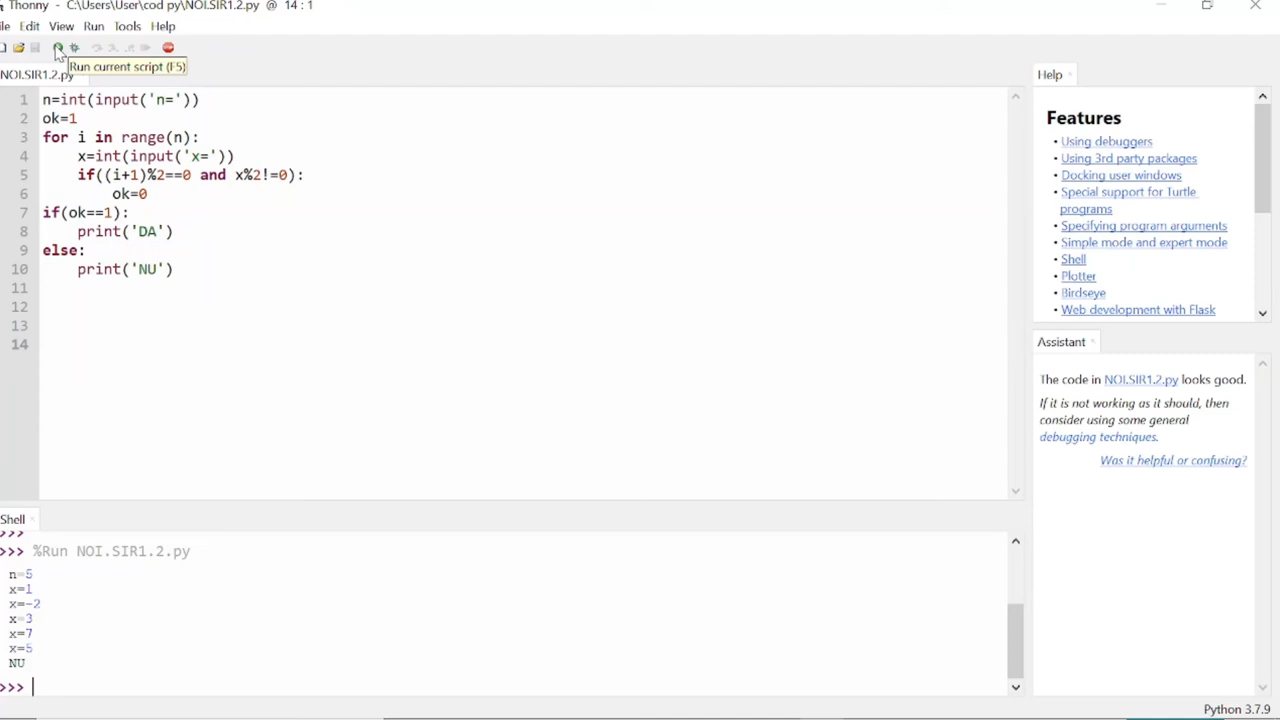 Thonny - C:\Users\User\cod py\NOI.SIR1.2.py @ 14 : 1
File Edit View Run Tools Help
Run current script (F5)
NOI.SIR1.2.py
1 n=int(input('n='))
2 ok=1
3 for i in range(n):
4 x=int(input('x='))
5 if((i+1)%2==0 and x%2!=0):
6 ok=0
7 if(ok==1):
8 print('DA')
9 else:
10 print('NU')
11
12
13
14
Shell
>>>
>>> %Run NOI.SIR1.2.py
n=5
x=1
x=-2
x=3
x=7
x=5
NU
>>>
Help
Features
• Using debuggers
• Using 3rd party packages
• Docking user windows
• Special support for Turtle
programs
• Specifying program arguments
• Simple mode and expert mode
• Shell
• Plotter
• Birdseye
• Web development with Flask
Assistant
The code in NOI.SIR1.2.py looks good.
If it is not working as it should, then
consider using some general
debugging techniques.
Was it helpful or confusing?
Python 3.7.9